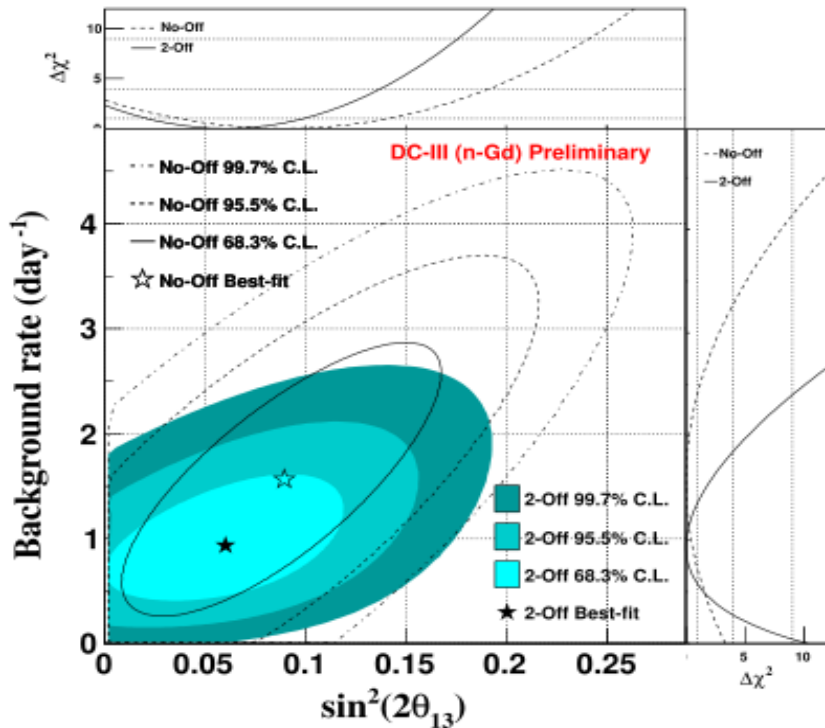 10
5
0
Δχ²
No-Off
2-Off
DC-III (n-Gd) Preliminary
No-Off 99.7% C.L.
No-Off 95.5% C.L.
No-Off 68.3% C.L.
No-Off Best-fit
No-Off
2-Off
2-Off 99.7% C.L.
2-Off 95.5% C.L.
2-Off 68.3% C.L.
2-Off Best-fit
Background rate (day⁻¹)
4
3
2
1
0
0 0.05 0.1 0.15 0.2 0.25
sin²(2θ₁₃)
5 10
Δχ²